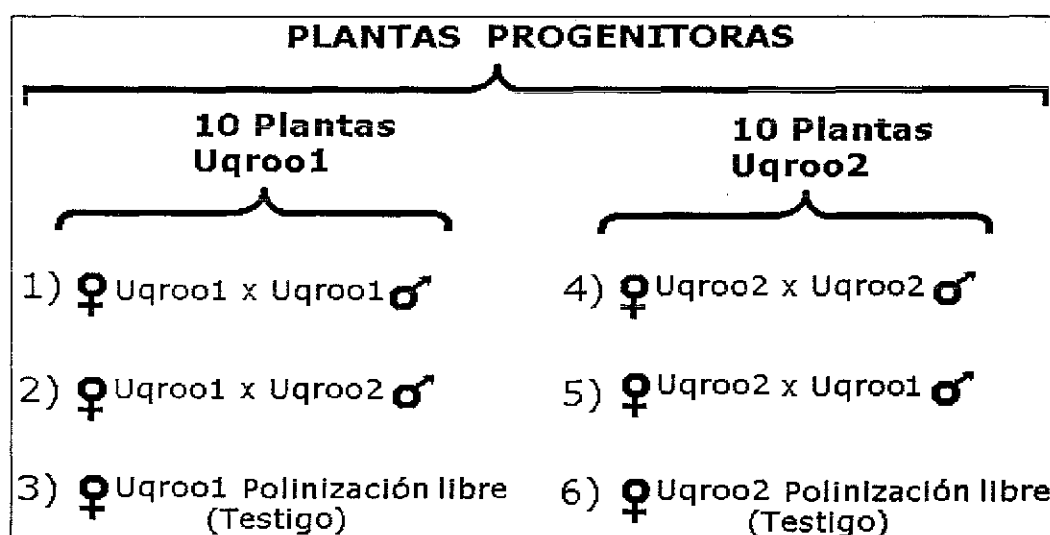 PLANTAS PROGENITORAS
10 Plantas
Uqroo1
1) ♀ Uqroo1 x Uqroo1 ♂
2) ♀ Uqroo1 x Uqroo2 ♂
3) ♀ Uqroo1 Polinización libre
(Testigo)
10 Plantas
Uqroo2
4) ♀ Uqroo2 x Uqroo2 ♂
5) ♀ Uqroo2 x Uqroo1 ♂
6) ♀ Uqroo2 Polinización libre
(Testigo)